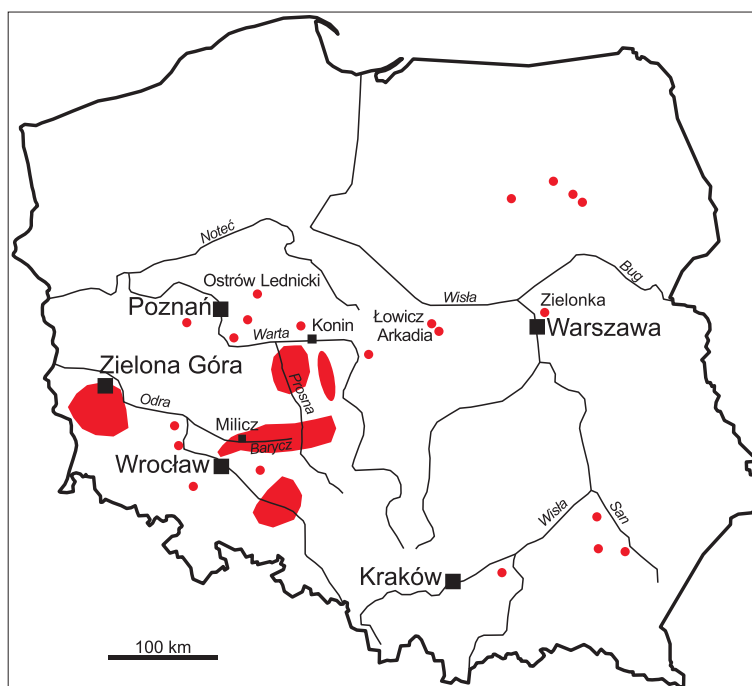 Noteć
Bug
Ostrów Lednicki
Wisła
Zielonka
Poznań
Łowicz
Konin
Arkadia
Warszawa
Warta
Zielona Góra
Prosna
Odra
Milicz
Barycz
Wrocław
Wisła
San
Kraków
100 km